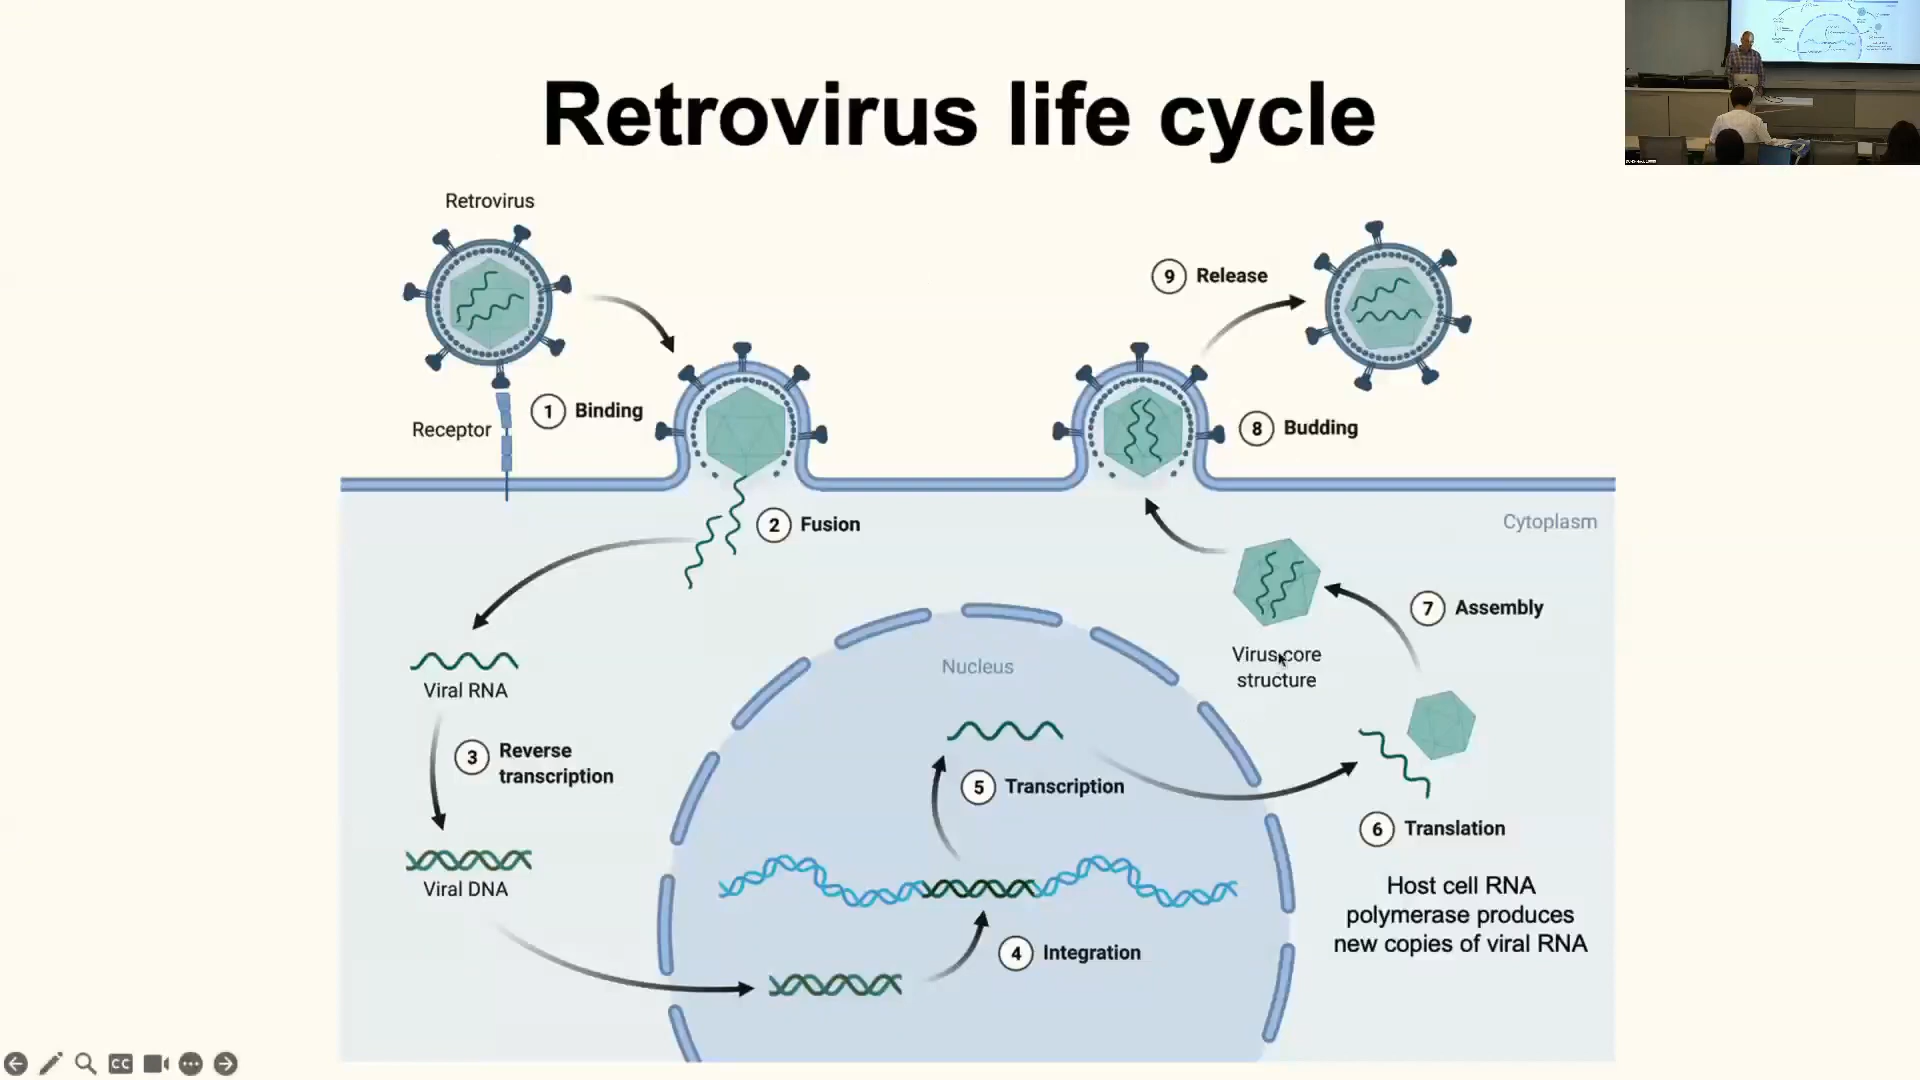 Retrovirus life cycle
Retrovirus
Receptor
1 Binding
2 Fusion
Viral RNA
3 Reverse
transcription
Viral DNA
Nucleus
4 Integration
5 Transcription
6 Translation
Host cell RNA
polymerase produces
new copies of viral RNA
7 Assembly
Virus core
structure
Cytoplasm
8 Budding
9 Release
CC